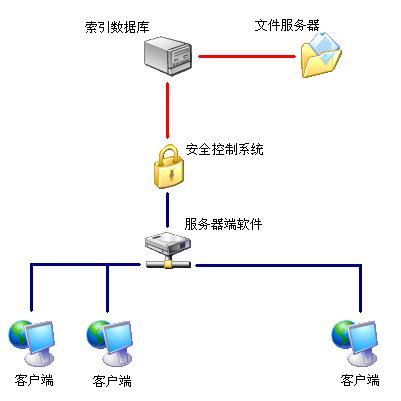 索引数据库
文件服务器
安全控制系统
服务器端软件
客户端
客户端
客户端